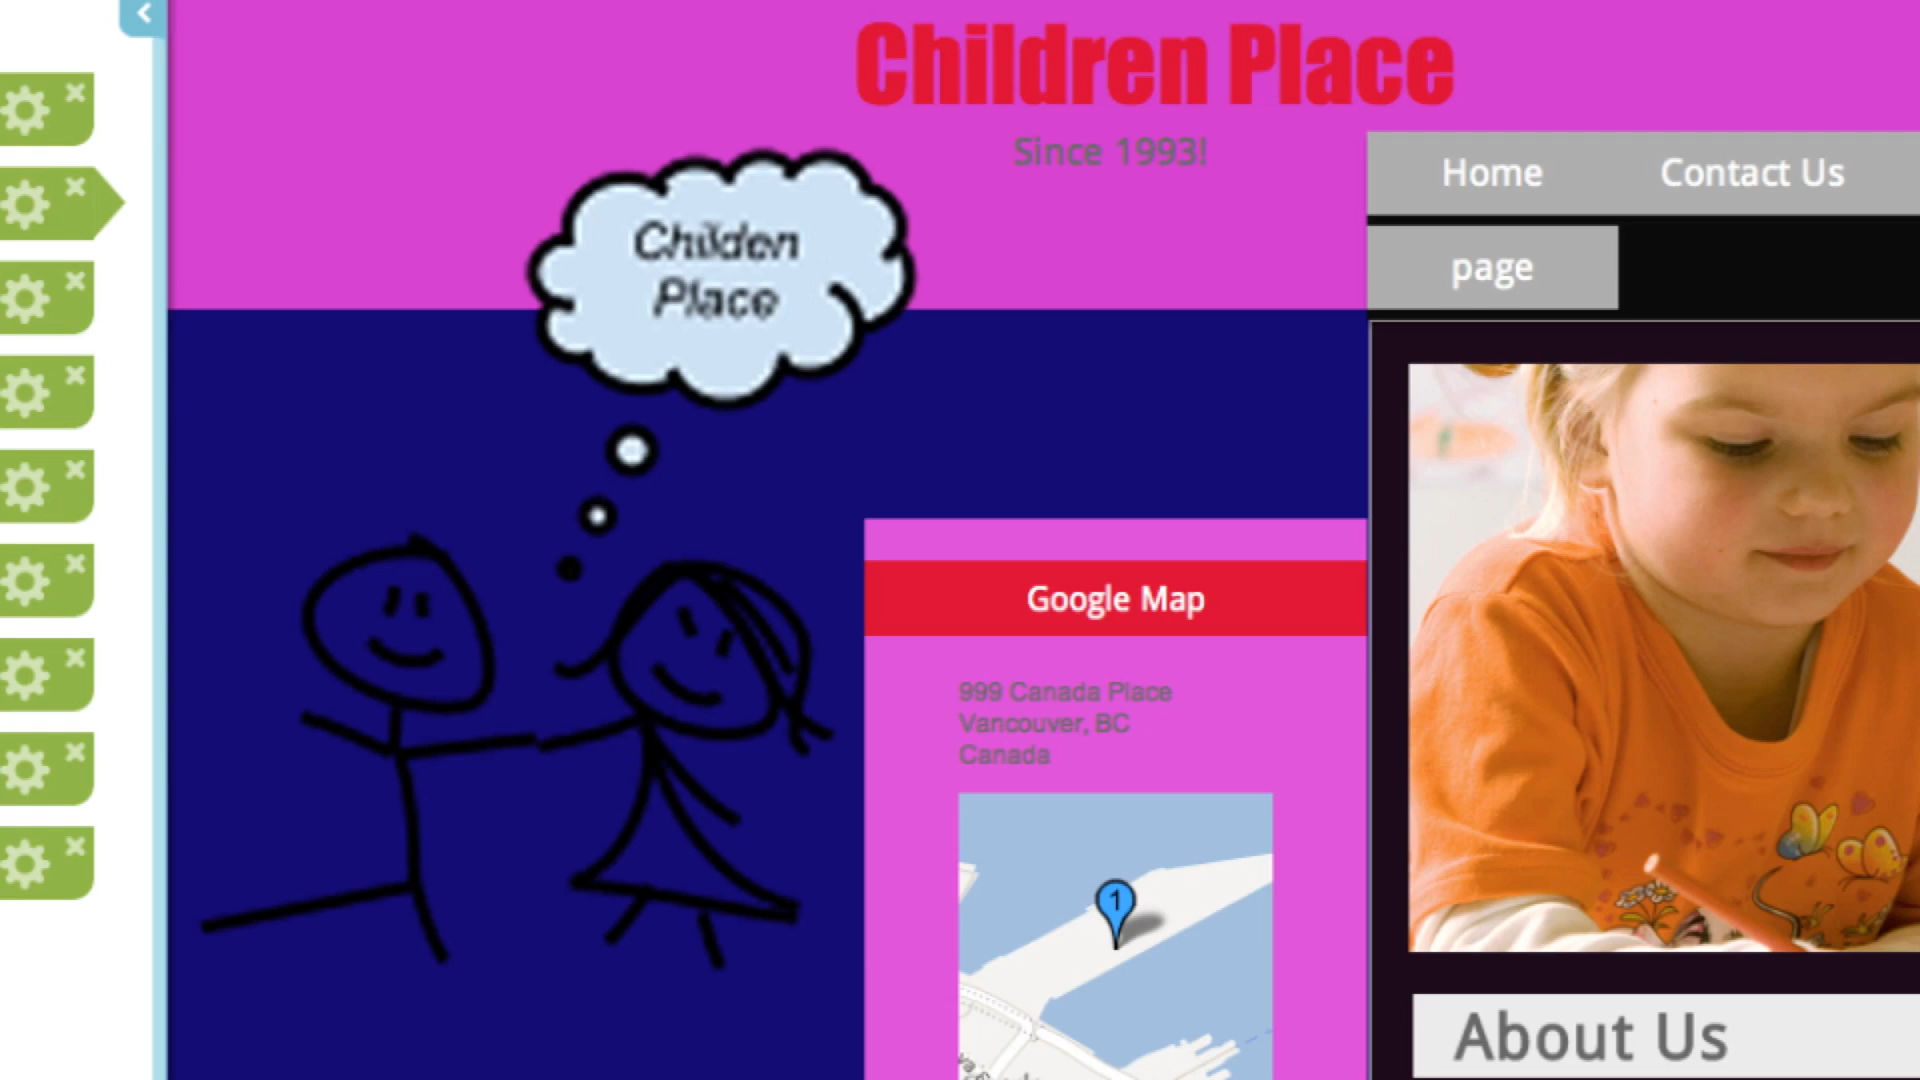 Children Place
Since 1993!
Home
Contact Us
page
Childen
Place
Google Map
999 Canada Place
Vancouver, BC
Canada
1
About Us